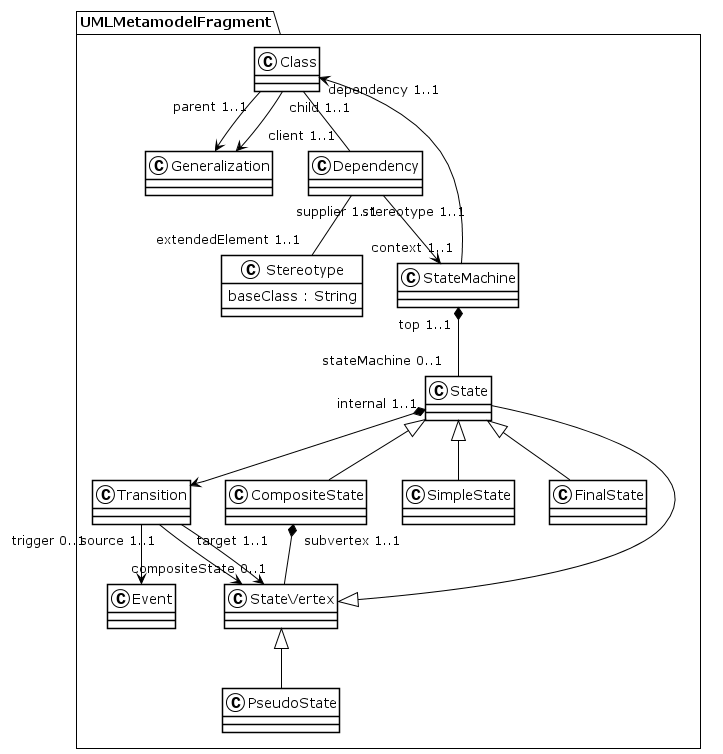 UMLMetamodelFragment
C Class
dependency 1..1
parent 1..1
child 1..1
client 1..1
C Generalization
C Dependency
supplier 1..1
stereotype 1..1
extendedElement 1..1
context 1..1
C Stereotype
baseClass : String
C StateMachine
top 1..1
stateMachine 0..1
C State
internal 1..1
C Transition
C CompositeState
C SimpleState
C FinalState
trigger 0..1
source 1..1
target 1..1
subvertex 1..1
compositeState 0..1
C Event
C StateVertex
C PseudoState